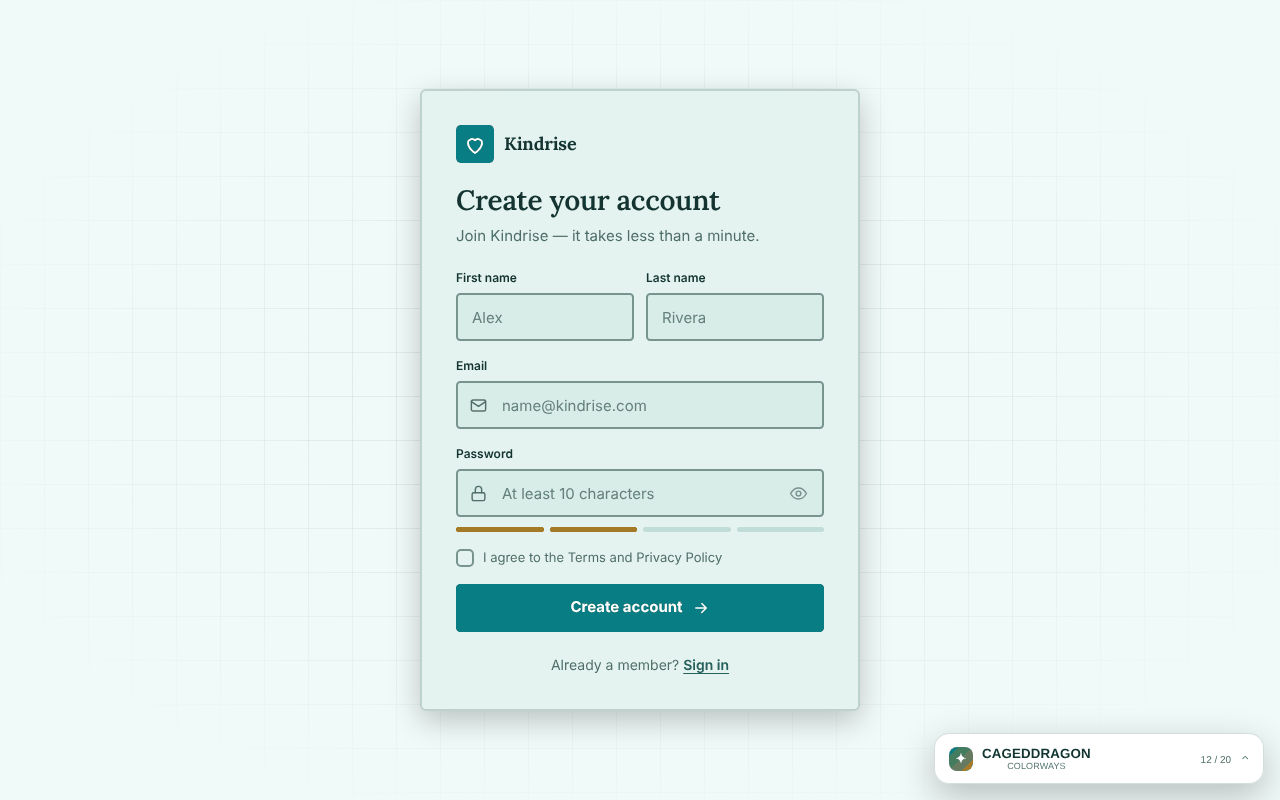 Kindrise
Create your account
Join Kindrise — it takes less than a minute.
First name
Last name
Alex
Rivera
Email
name@kindrise.com
Password
At least 10 characters
I agree to the Terms and Privacy Policy
Create account →
Already a member? Sign in
CAGEDDRAGON
COLORWAYS
12 / 20